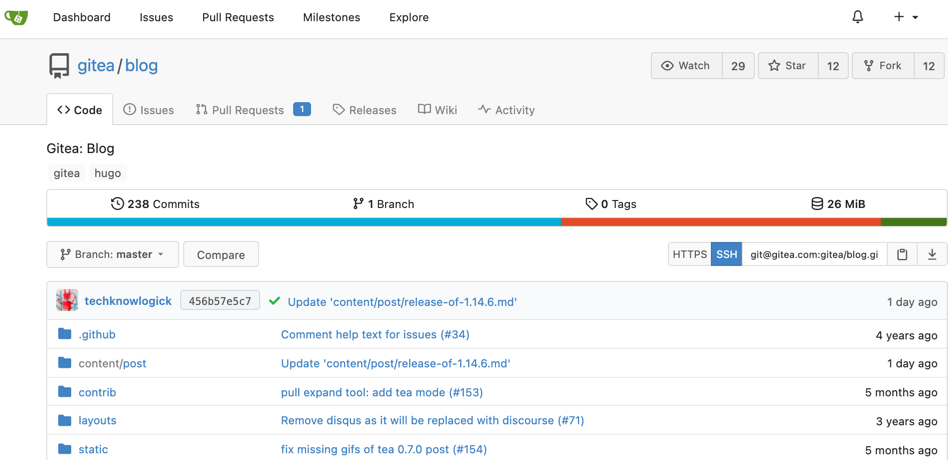 Dashboard Issues Pull Requests Milestones Explore
gitea/blog Watch 29 Star 12 Fork 12
Code Issues Pull Requests 1 Releases Wiki Activity
Gitea: Blog
gitea hugo
238 Commits 1 Branch 0 Tags 26 MiB
Branch: master Compare HTTPS SSH git@gitea.com:gitea/blog.gi
techknowlogick 456b57e5c7 Update 'content/post/release-of-1.14.6.md' 1 day ago
.github Comment help text for issues (#34) 4 years ago
content/post Update 'content/post/release-of-1.14.6.md' 1 day ago
contrib pull expand tool: add tea mode (#153) 5 months ago
layouts Remove disqus as it will be replaced with discourse (#71) 3 years ago
static fix missing gifs of tea 0.7.0 post (#154) 5 months ago